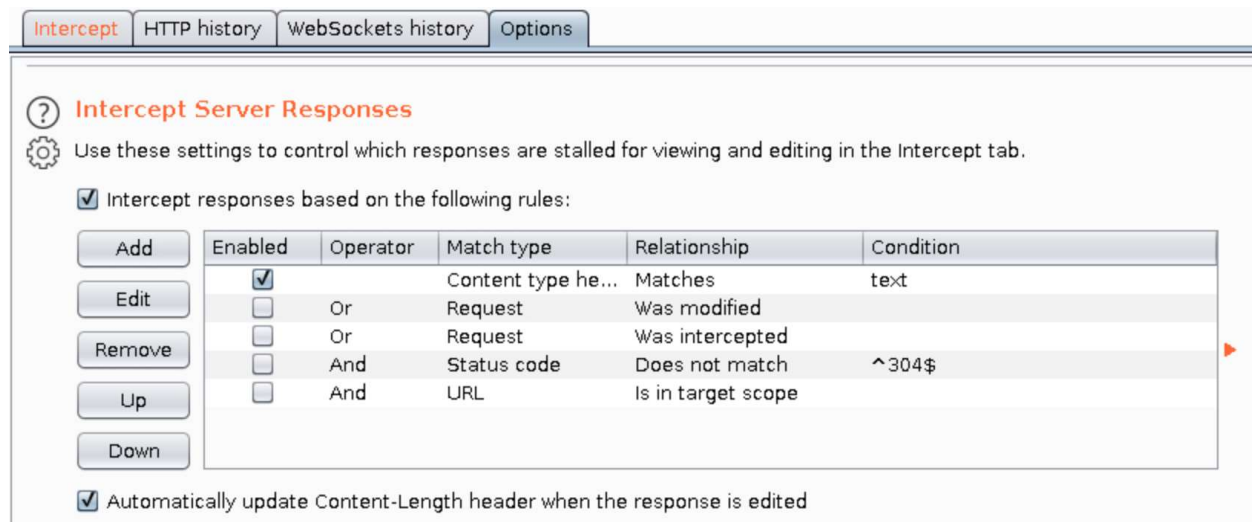 Intercept HTTP history WebSockets history Options
Intercept Server Responses
Use these settings to control which responses are stalled for viewing and editing in the Intercept tab.
Intercept responses based on the following rules:
Add
Edit
Remove
Up
Down
Enabled Operator Match type Relationship Condition
Content type he... Matches text
Or Request Was modified
Or Request Was intercepted
And Status code Does not match ^304$
And URL Is in target scope
Automatically update Content-Length header when the response is edited